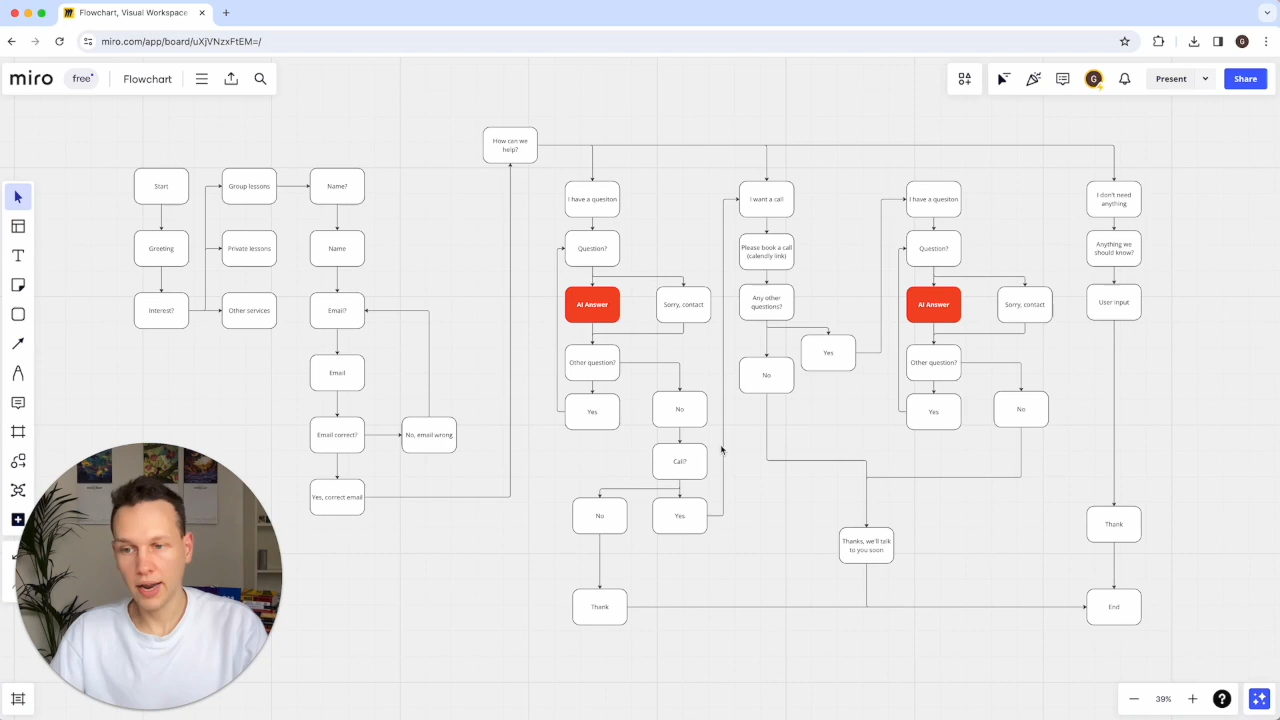 Flowchart, Visual Workspace
miro.com/app/board/uXjVNzxFtEM=/
G
miro
free
Flowchart
G
Present
Share
How can we
help?
Start
Group lessons
Name?
I have a quesiton
I want a call
I have a quesiton
I don't need
anything
Greeting
Private lessons
Name
Question?
Please book a call
(calendly link)
Question?
Anything we
should know?
Interest?
Other services
Email?
AI Answer
Sorry, contact
Any other
questions?
AI Answer
Sorry, contact
User input
Email
Other question?
No
Yes
Other question?
Yes
No
Yes
No
Email correct?
No, email wrong
Call?
Yes, correct email
No
Yes
Thanks, we'll talk
to you soon
Thank
Thank
End
39%
?